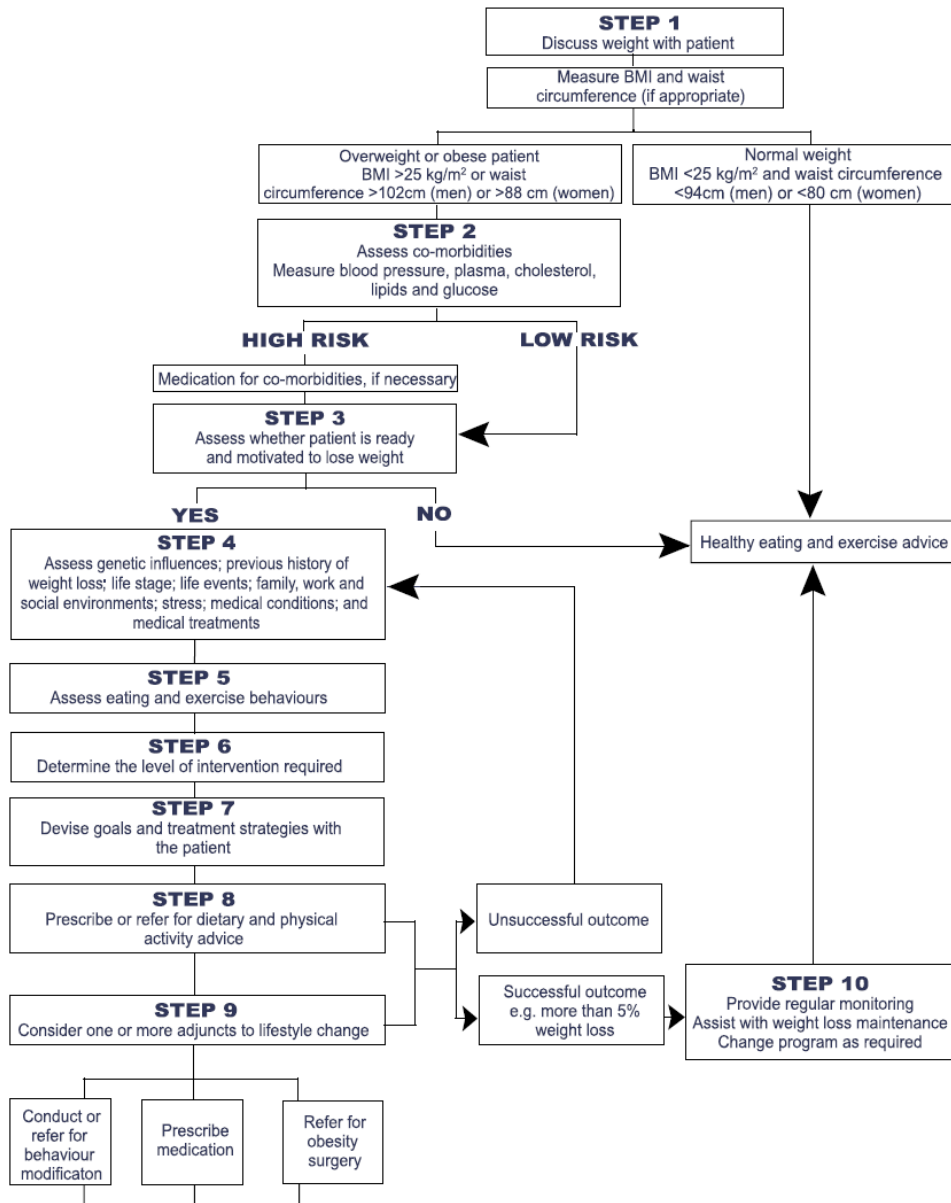 STEP 1
Discuss weight with patient
Measure BMI and waist
circumference (if appropriate)
Overweight or obese patient
BMI >25 kg/m² or waist
circumference >102cm (men) or >88 cm (women)
Normal weight
BMI <25 kg/m² and waist circumference
<94cm (men) or <80 cm (women)
STEP 2
Assess co-morbidities
Measure blood pressure, plasma, cholesterol,
lipids and glucose
HIGH RISK
LOW RISK
Medication for co-morbidities, if necessary
STEP 3
Assess whether patient is ready
and motivated to lose weight
YES
NO
STEP 4
Assess genetic influences; previous history of
weight loss; life stage; life events; family, work and
social environments; stress; medical conditions; and
medical treatments
Healthy eating and exercise advice
STEP 5
Assess eating and exercise behaviours
STEP 6
Determine the level of intervention required
STEP 7
Devise goals and treatment strategies with
the patient
STEP 8
Prescribe or refer for dietary and physical
activity advice
Unsuccessful outcome
STEP 9
Consider one or more adjuncts to lifestyle change
Successful outcome
e.g. more than 5%
weight loss
STEP 10
Provide regular monitoring
Assist with weight loss maintenance
Change program as required
Conduct or
refer for
behaviour
modificaton
Prescribe
medication
Refer for
obesity
surgery